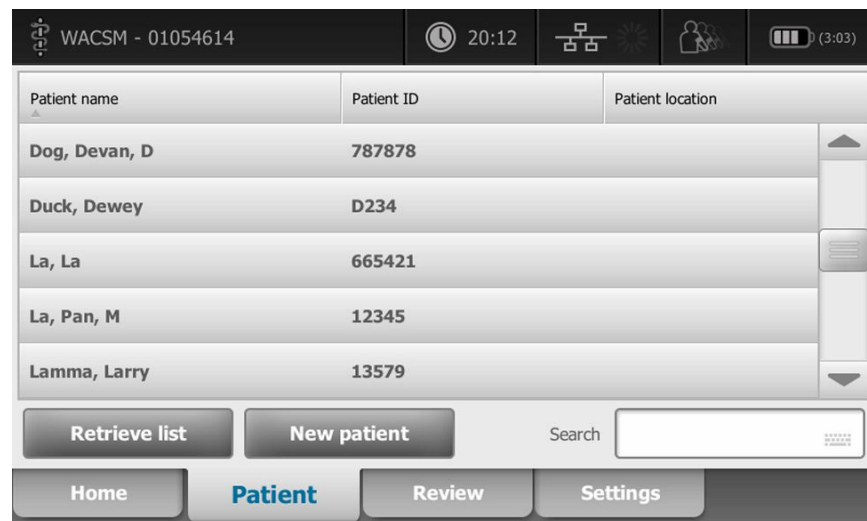 WACSM - 01054614 20:12 (3:03)
Patient name Patient ID Patient location
Dog, Devan, D 787878
Duck, Dewey D234
La, La 665421
La, Pan, M 12345
Lamma, Larry 13579
Retrieve list New patient Search
Home Patient Review Settings